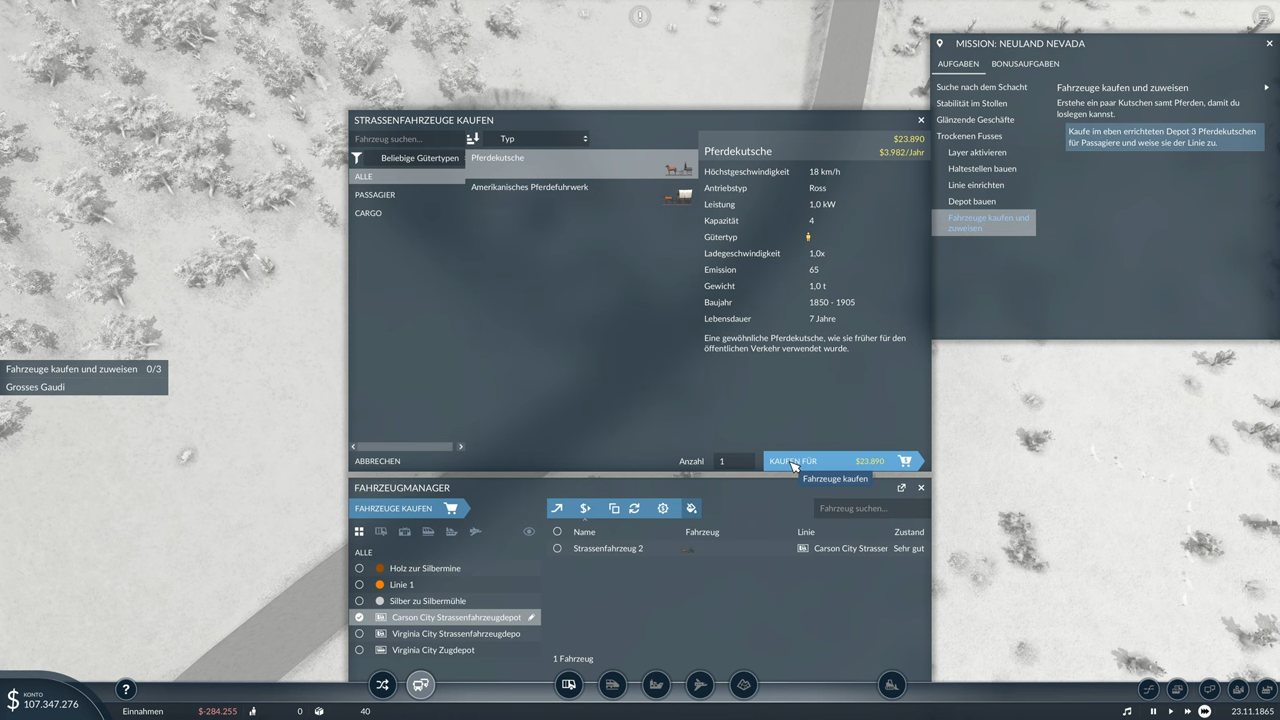 MISSION: NEULAND NEVADA
AUFGABEN
BONUSAUFGABEN
Suche nach dem Schacht
Stabilität im Stollen
Glänzende Geschäfte
Trockenen Fusses
Layer aktivieren
Haltestellen bauen
Linie einrichten
Depot bauen
Fahrzeuge kaufen und
zuweisen
Fahrzeuge kaufen und zuweisen
Erstehe ein paar Kutschen samt Pferden, damit du
loslegen kannst.
Kaufe im eben errichteten Depot 3 Pferdekutschen
für Passagiere und weise sie der Linie zu.
STRASSENFAHRZEUGE KAUFEN
Fahrzeug suchen...
Typ
Beliebige Gütertypen
ALLE
PASSAGIER
CARGO
Pferdekutsche
Amerikanisches Pferdefuhrwerk
$23.890
$3.982/Jahr
Pferdekutsche
Höchstgeschwindigkeit 18 km/h
Antriebstyp Ross
Leistung 1,0 kW
Kapazität 4
Gütertyp
Ladegeschwindigkeit 1,0x
Emission 65
Gewicht 1,0 t
Baujahr 1850 - 1905
Lebensdauer 7 Jahre
Eine gewöhnliche Pferdekutsche, wie sie früher für den
öffentlichen Verkehr verwendet wurde.
ABBRECHEN
Anzahl 1
KAUFEN FÜR $23.890
Fahrzeuge kaufen
Fahrzeuge kaufen und zuweisen 0/3
Grosses Gaudi
FAHRZEUGMANAGER
FAHRZEUGE KAUFEN
Fahrzeug suchen...
ALLE
Holz zur Silbermine
Linie 1
Silber zu Silbermühle
Carson City Strassenfahrzeugdepot
Virginia City Strassenfahrzeugdepo
Virginia City Zugdepot
Name Fahrzeug Linie Zustand
Strassenfahrzeug 2 Carson City Strasser Sehr gut
1 Fahrzeug
KONTO
$ 107.347.276
?
Einnahmen $-284.255 0 40
23.11.1865